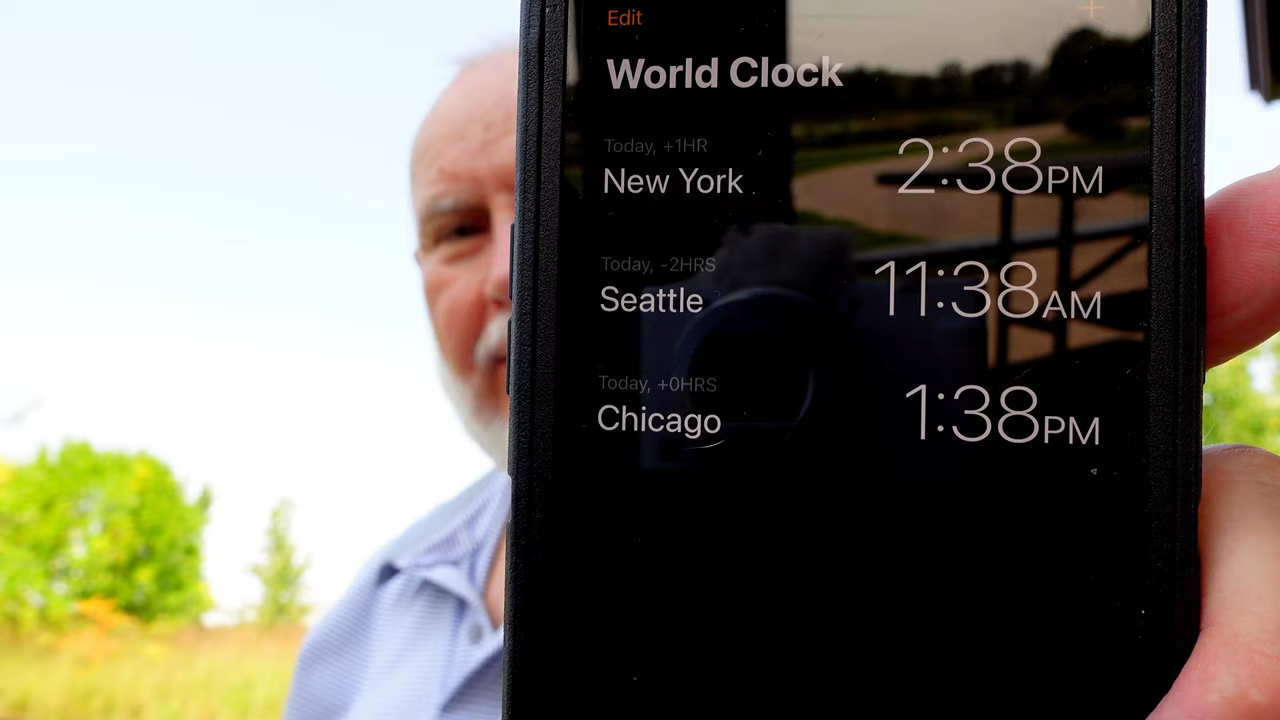 Edit
World Clock
Today, +1HR
New York 2:38PM
Today, -2HRS
Seattle 11:38AM
Today, +0HRS
Chicago 1:38PM